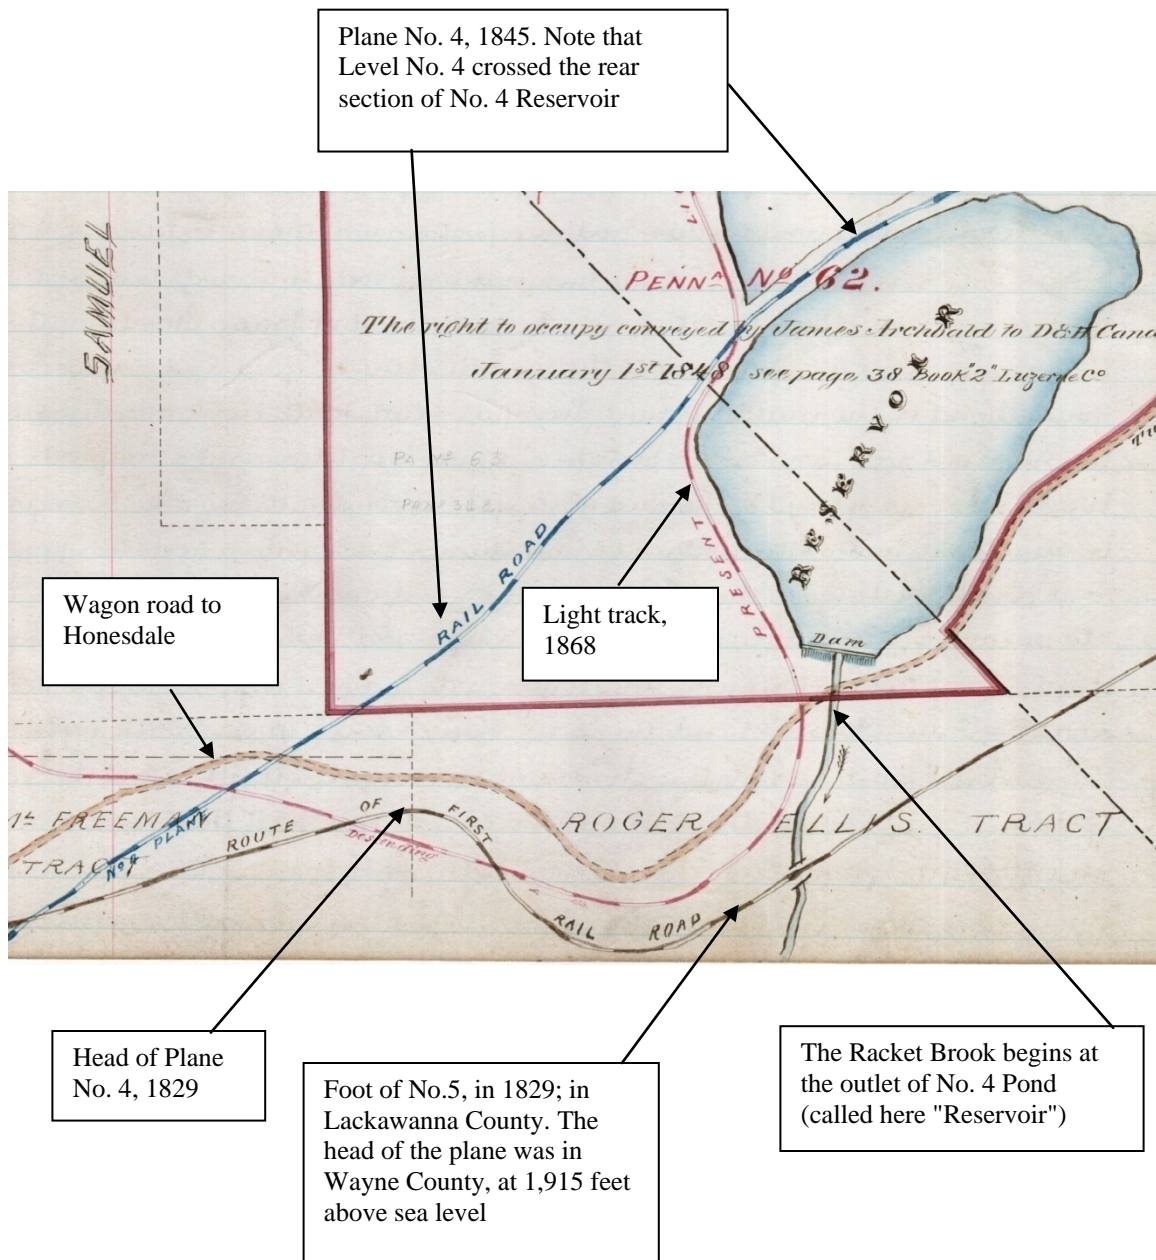 Plane No. 4, 1845. Note that
Level No. 4 crossed the rear
section of No. 4 Reservoir
SAMUEL
PENNA No 62.
The right to occupy conveyed by James Archbald to D&H Cana
January 1st 1848 see page 38 Book "2" Luzerne Co
RESERVOIR
PA No 63
RAIL ROAD
PRESENT
Wagon road to
Honesdale
Light track,
1868
Dam
FREEMAN
TRACT
No 4 PLANE
ROUTE OF FIRST RAIL ROAD
Descending
ROGER ELLIS. TRACT
Head of Plane
No. 4, 1829
Foot of No.5, in 1829; in
Lackawanna County. The
head of the plane was in
Wayne County, at 1,915 feet
above sea level
The Racket Brook begins at
the outlet of No. 4 Pond
(called here "Reservoir")